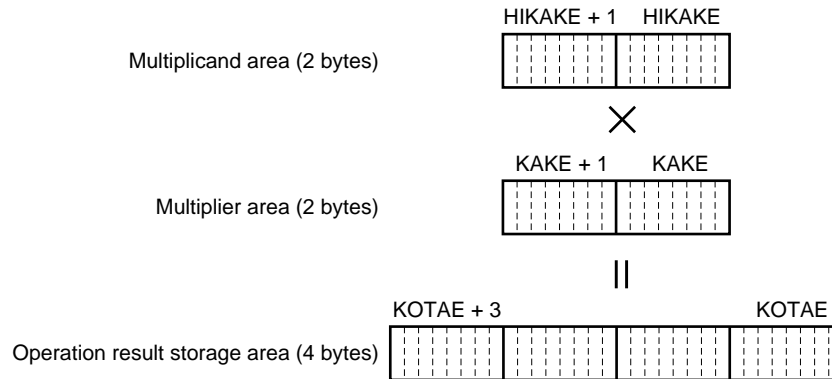 HIKAKE + 1 HIKAKE
Multiplicand area (2 bytes)
KAKE + 1 KAKE
Multiplier area (2 bytes)
KOTAE + 3 KOTAE
Operation result storage area (4 bytes)